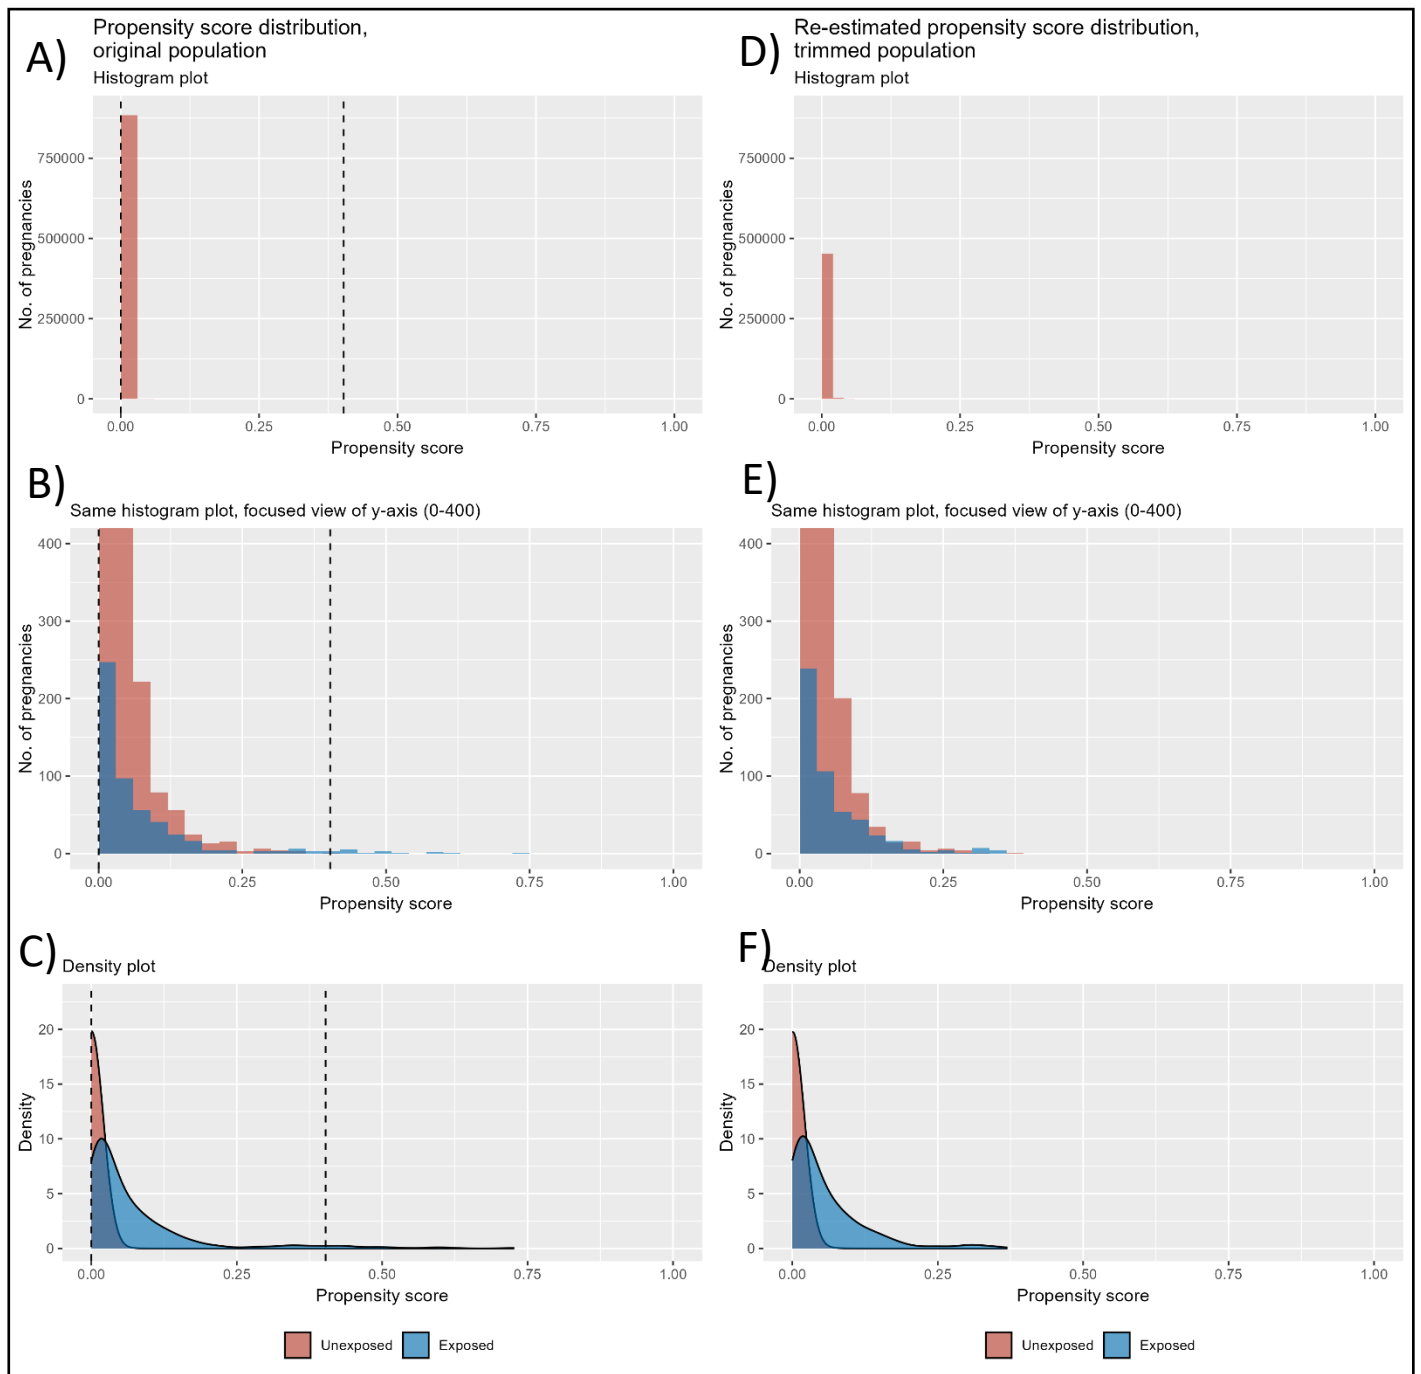 A)
Propensity score distribution,
original population
Histogram plot
No. of pregnancies
750000
500000
250000
0
0.00 0.25 0.50 0.75 1.00
Propensity score
B)
Same histogram plot, focused view of y-axis (0-400)
No. of pregnancies
400
300
200
100
0
0.00 0.25 0.50 0.75 1.00
Propensity score
C)
Density plot
Density
20
15
10
5
0
0.00 0.25 0.50 0.75 1.00
Propensity score
Unexposed Exposed
D)
Re-estimated propensity score distribution,
trimmed population
Histogram plot
No. of pregnancies
750000
500000
250000
0
0.00 0.25 0.50 0.75 1.00
Propensity score
E)
Same histogram plot, focused view of y-axis (0-400)
No. of pregnancies
400
300
200
100
0
0.00 0.25 0.50 0.75 1.00
Propensity score
F)
Density plot
Density
20
15
10
5
0
0.00 0.25 0.50 0.75 1.00
Propensity score
Unexposed Exposed